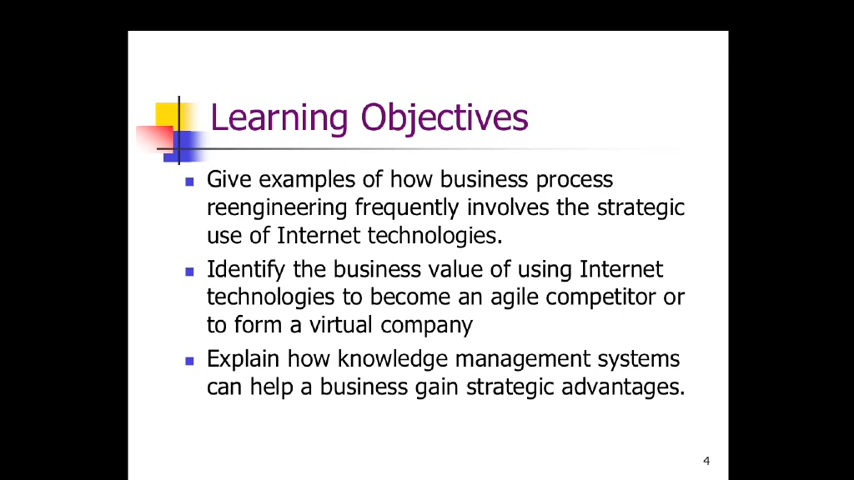 Learning Objectives
Give examples of how business process
reengineering frequently involves the strategic
use of Internet technologies.
Identify the business value of using Internet
technologies to become an agile competitor or
to form a virtual company
Explain how knowledge management systems
can help a business gain strategic advantages.
4